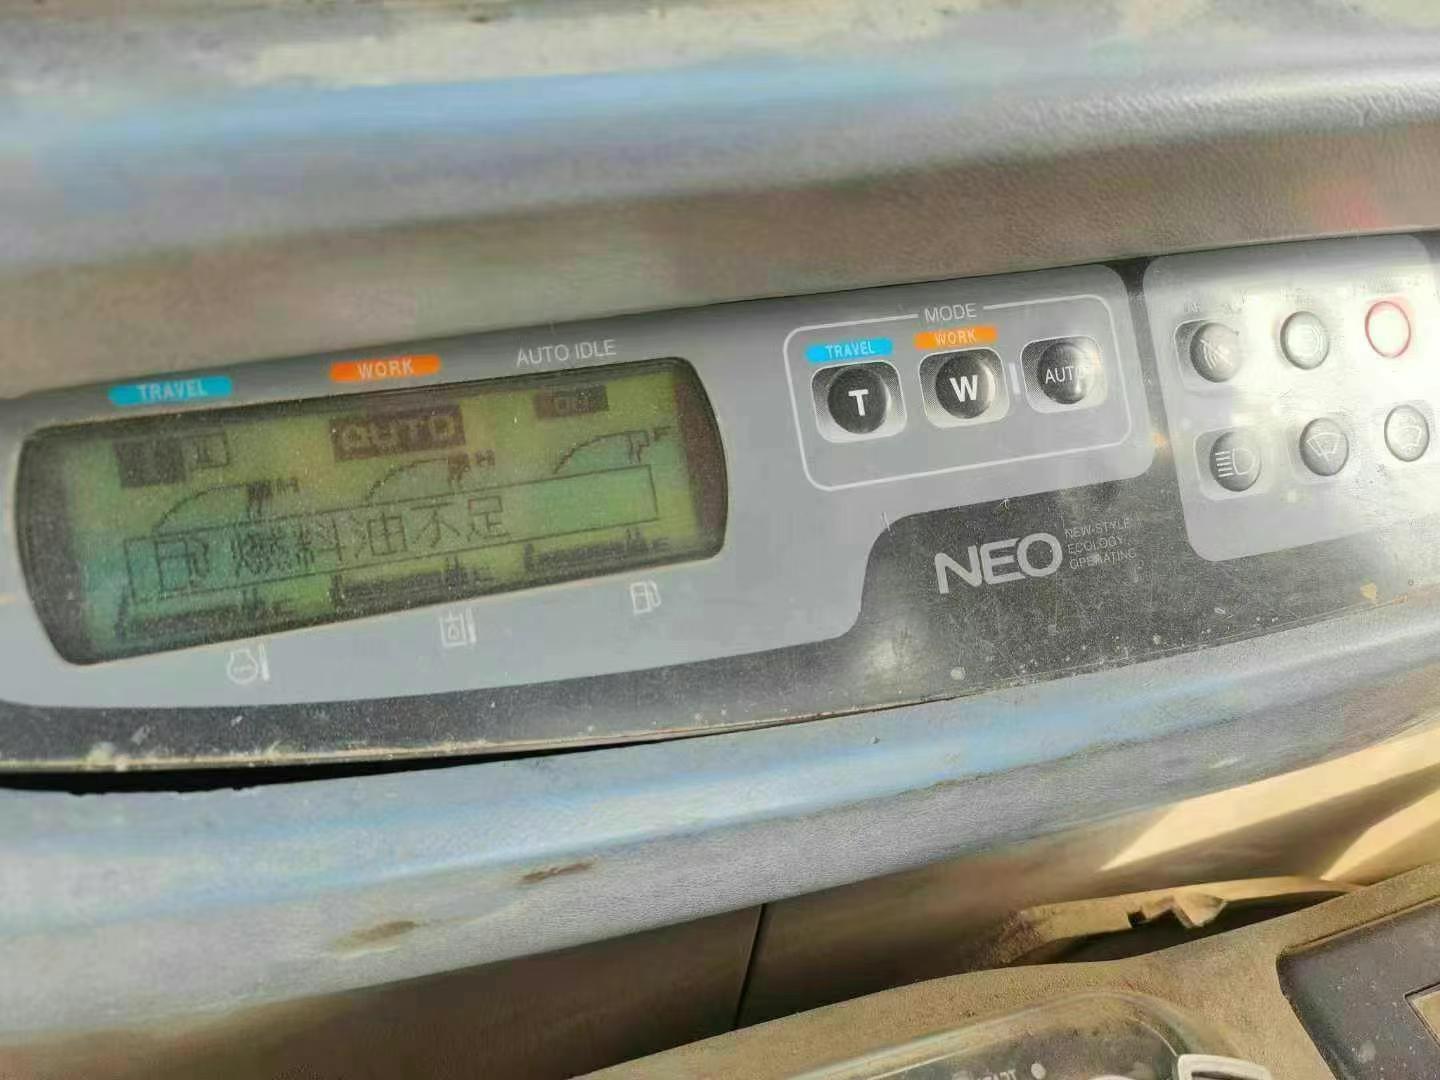 TRAVEL WORK AUTO IDLE
AUTO
H H F
燃料油不足
MODE
TRAVEL WORK
T W AUTO
NEO NEW-STYLE
ECOLOGY
OPERATING